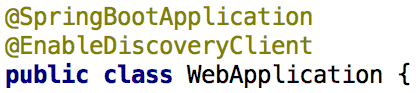 @SpringBootApplication
@EnableDiscoveryClient
public class WebApplication {